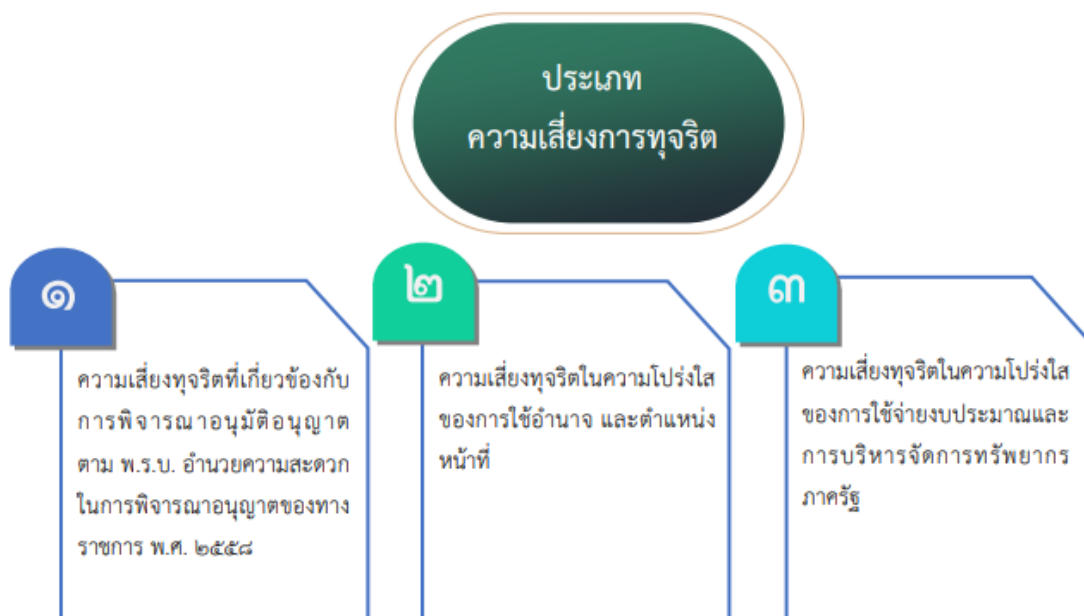 ประเภท
ความเสี่ยงการทุจริต
๑
ความเสี่ยงทุจริตที่เกี่ยวข้องกับ
การพิจารณาอนุมัติอนุญาต
ตาม พ.ร.บ. อำนวยความสะดวก
ในการพิจารณาอนุญาตของทาง
ราชการ พ.ศ. ๒๕๕๘
๒
ความเสี่ยงทุจริตในความโปร่งใส
ของการใช้อำนาจ และตำแหน่ง
หน้าที่
๓
ความเสี่ยงทุจริตในความโปร่งใส
ของการใช้จ่ายงบประมาณและ
การบริหารจัดการทรัพยากร
ภาครัฐ